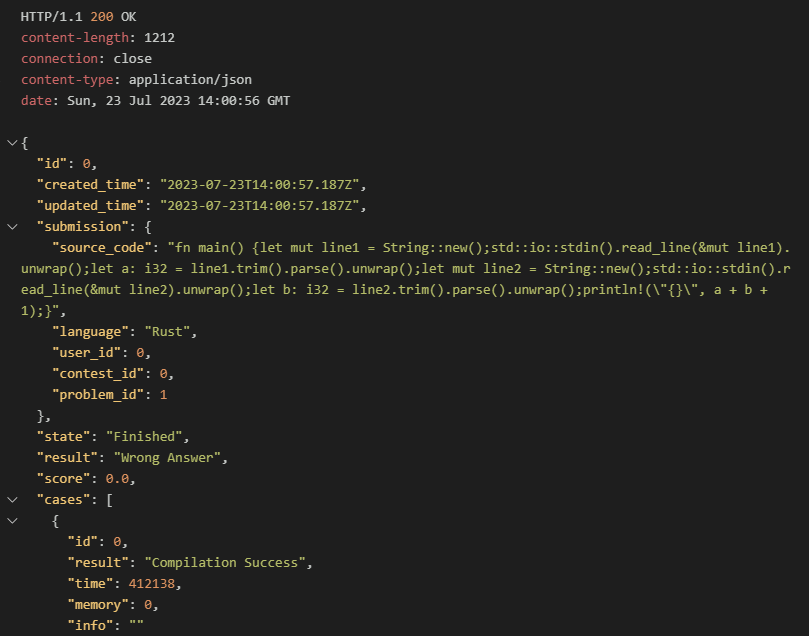 HTTP/1.1 200 OK
content-length: 1212
connection: close
content-type: application/json
date: Sun, 23 Jul 2023 14:00:56 GMT
{
"id": 0,
"created_time": "2023-07-23T14:00:57.187Z",
"updated_time": "2023-07-23T14:00:57.187Z",
"submission": {
"source_code": "fn main() {let mut line1 = String::new();std::io::stdin().read_line(&mut line1).
unwrap();let a: i32 = line1.trim().parse().unwrap();let mut line2 = String::new();std::io::stdin().r
ead_line(&mut line2).unwrap();let b: i32 = line2.trim().parse().unwrap();println!(\"{}\", a + b +
1);}",
"language": "Rust",
"user_id": 0,
"contest_id": 0,
"problem_id": 1
},
"state": "Finished",
"result": "Wrong Answer",
"score": 0.0,
"cases": [
{
"id": 0,
"result": "Compilation Success",
"time": 412138,
"memory": 0,
"info": ""